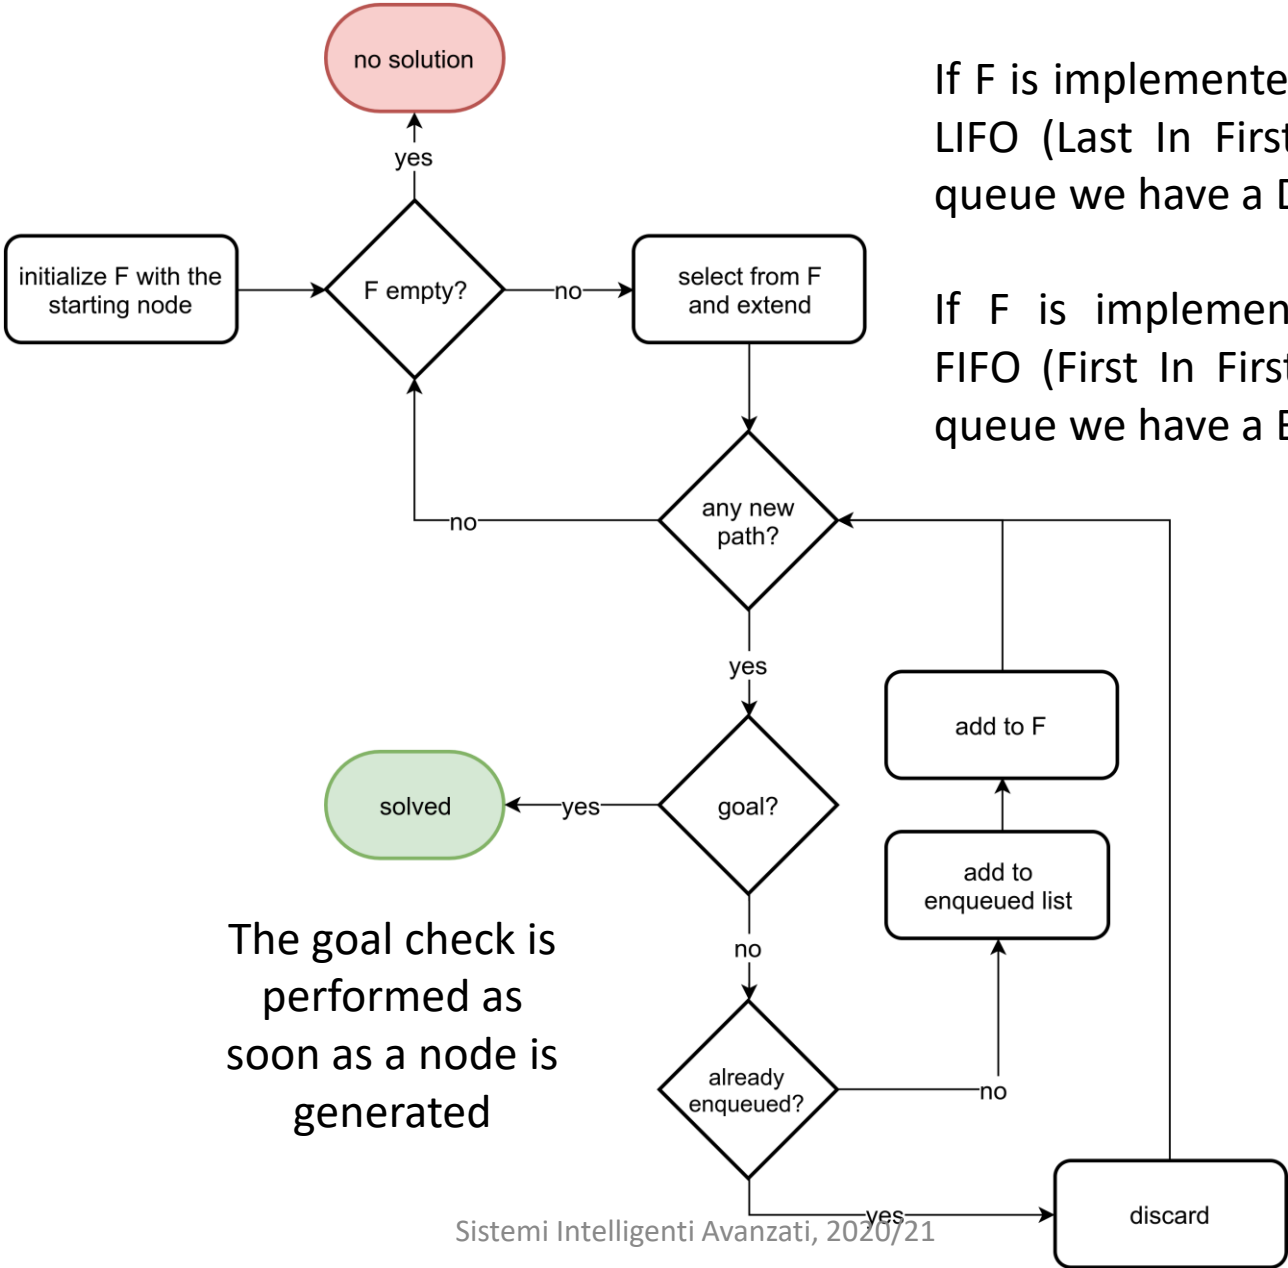 no solution
yes
initialize F with the
starting node
F empty?
no
select from F
and extend
If F is
LIFO (Last In First
queue we have a
If F is
FIFO (First In First
queue we have a
any new
path?
no
yes
add to F
solved
yes
goal?
add to
enqueued list
The goal check is
performed as
soon as a node is
generated
no
already
enqueued?
no
yes
discard
Sistemi Intelligenti Avanzati, 2020/21